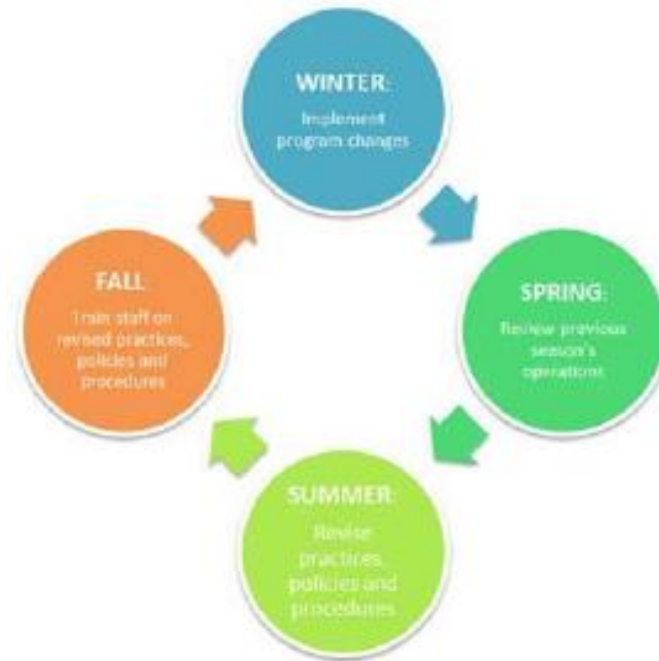 WINTER:
Implement
program changes
SPRING:
Review previous
season's
operations
SUMMER:
Revise
practices,
policies and
procedures
FALL
Train staff on
revised practices,
policies and
procedures